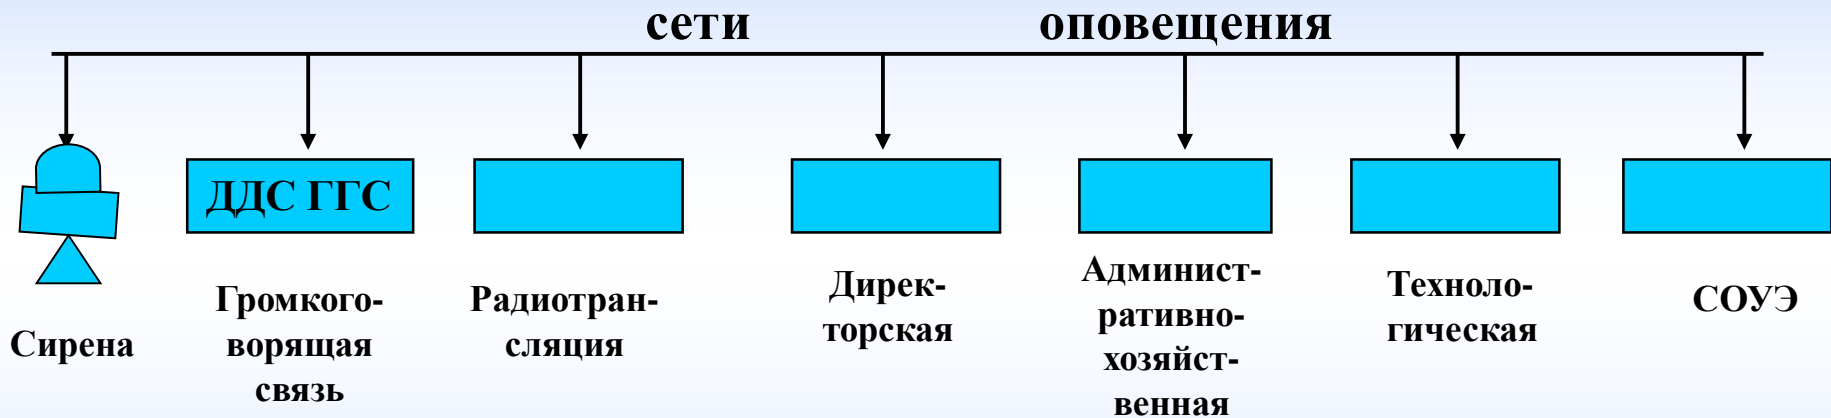 сети оповещения
ДДС ГГС
Сирена
Громкого-
ворящая
связь
Радиотран-
сляция
Дирек-
торская
Админист-
ративно-
хозяйст-
венная
Техноло-
гическая
СОУЭ